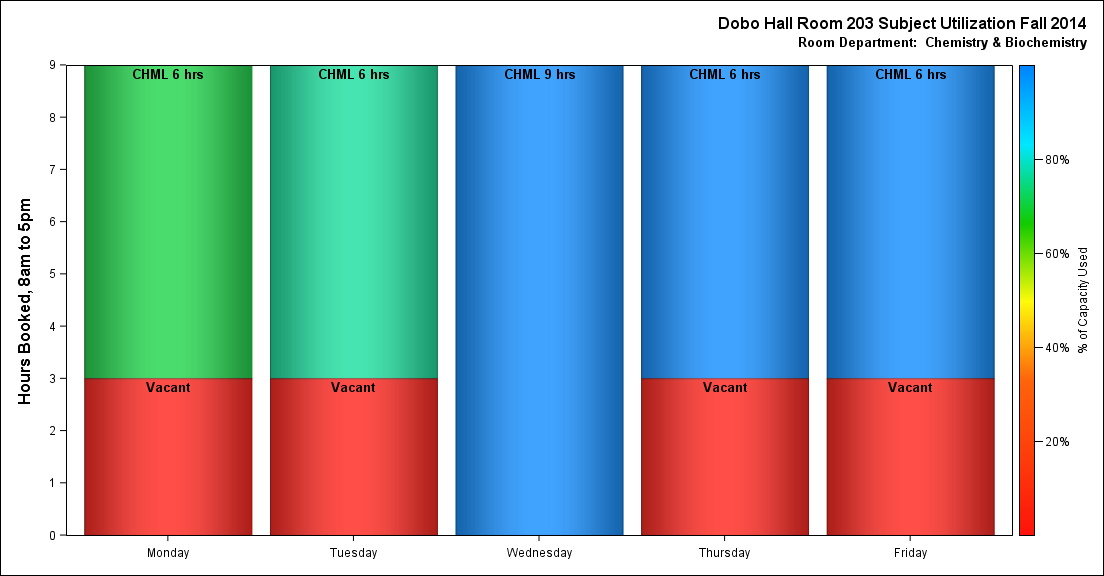 Dobo Hall Room 203 Subject Utilization Fall 2014
Room Department:  Chemistry & Biochemistry
Hours Booked, 8am to 5pm
9
8
7
6
5
4
3
2
1
0
CHML 6 hrs
CHML 6 hrs
CHML 9 hrs
CHML 6 hrs
CHML 6 hrs
Vacant
Vacant
Vacant
Vacant
Monday
Tuesday
Wednesday
Thursday
Friday
80%
60%
40%
20%
% of Capacity Used